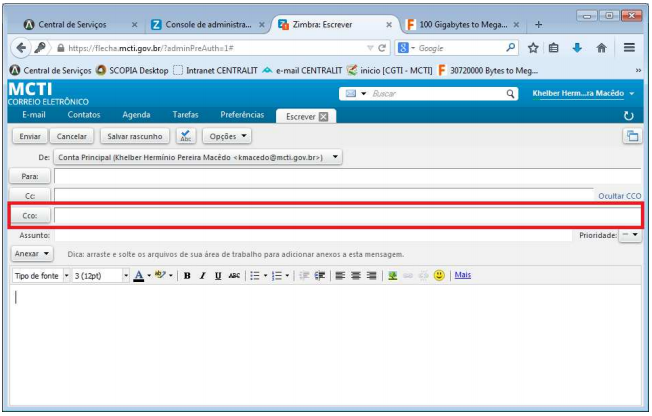 Central de Serviços × Console de administra... × Zimbra: Escrever × 100 Gigabytes to Mega... × +
https://flecha.mcti.gov.br/?adminPreAuth=1# Google
Central de Serviços SCOPIA Desktop Intranet CENTRALIT e-mail CENTRALIT inicio [CGTI - MCTI] 30720000 Bytes to Meg... »
MCTI
CORREIO ELETRÔNICO
Buscar Khelber Herm...ra Macêdo
E-mail Contatos Agenda Tarefas Preferências Escrever
Enviar Cancelar Salvar rascunho Abc Opções
De: Conta Principal (Khelber Hermínio Pereira Macêdo <kmacedo@mcti.gov.br>)
Para:
Cc: Ocultar CCO
Cco:
Assunto: Prioridade: –
Anexar Dica: arraste e solte os arquivos de sua área de trabalho para adicionar anexos a esta mensagem.
Tipo de fonte 3 (12pt) A ab B I U ABC Mais